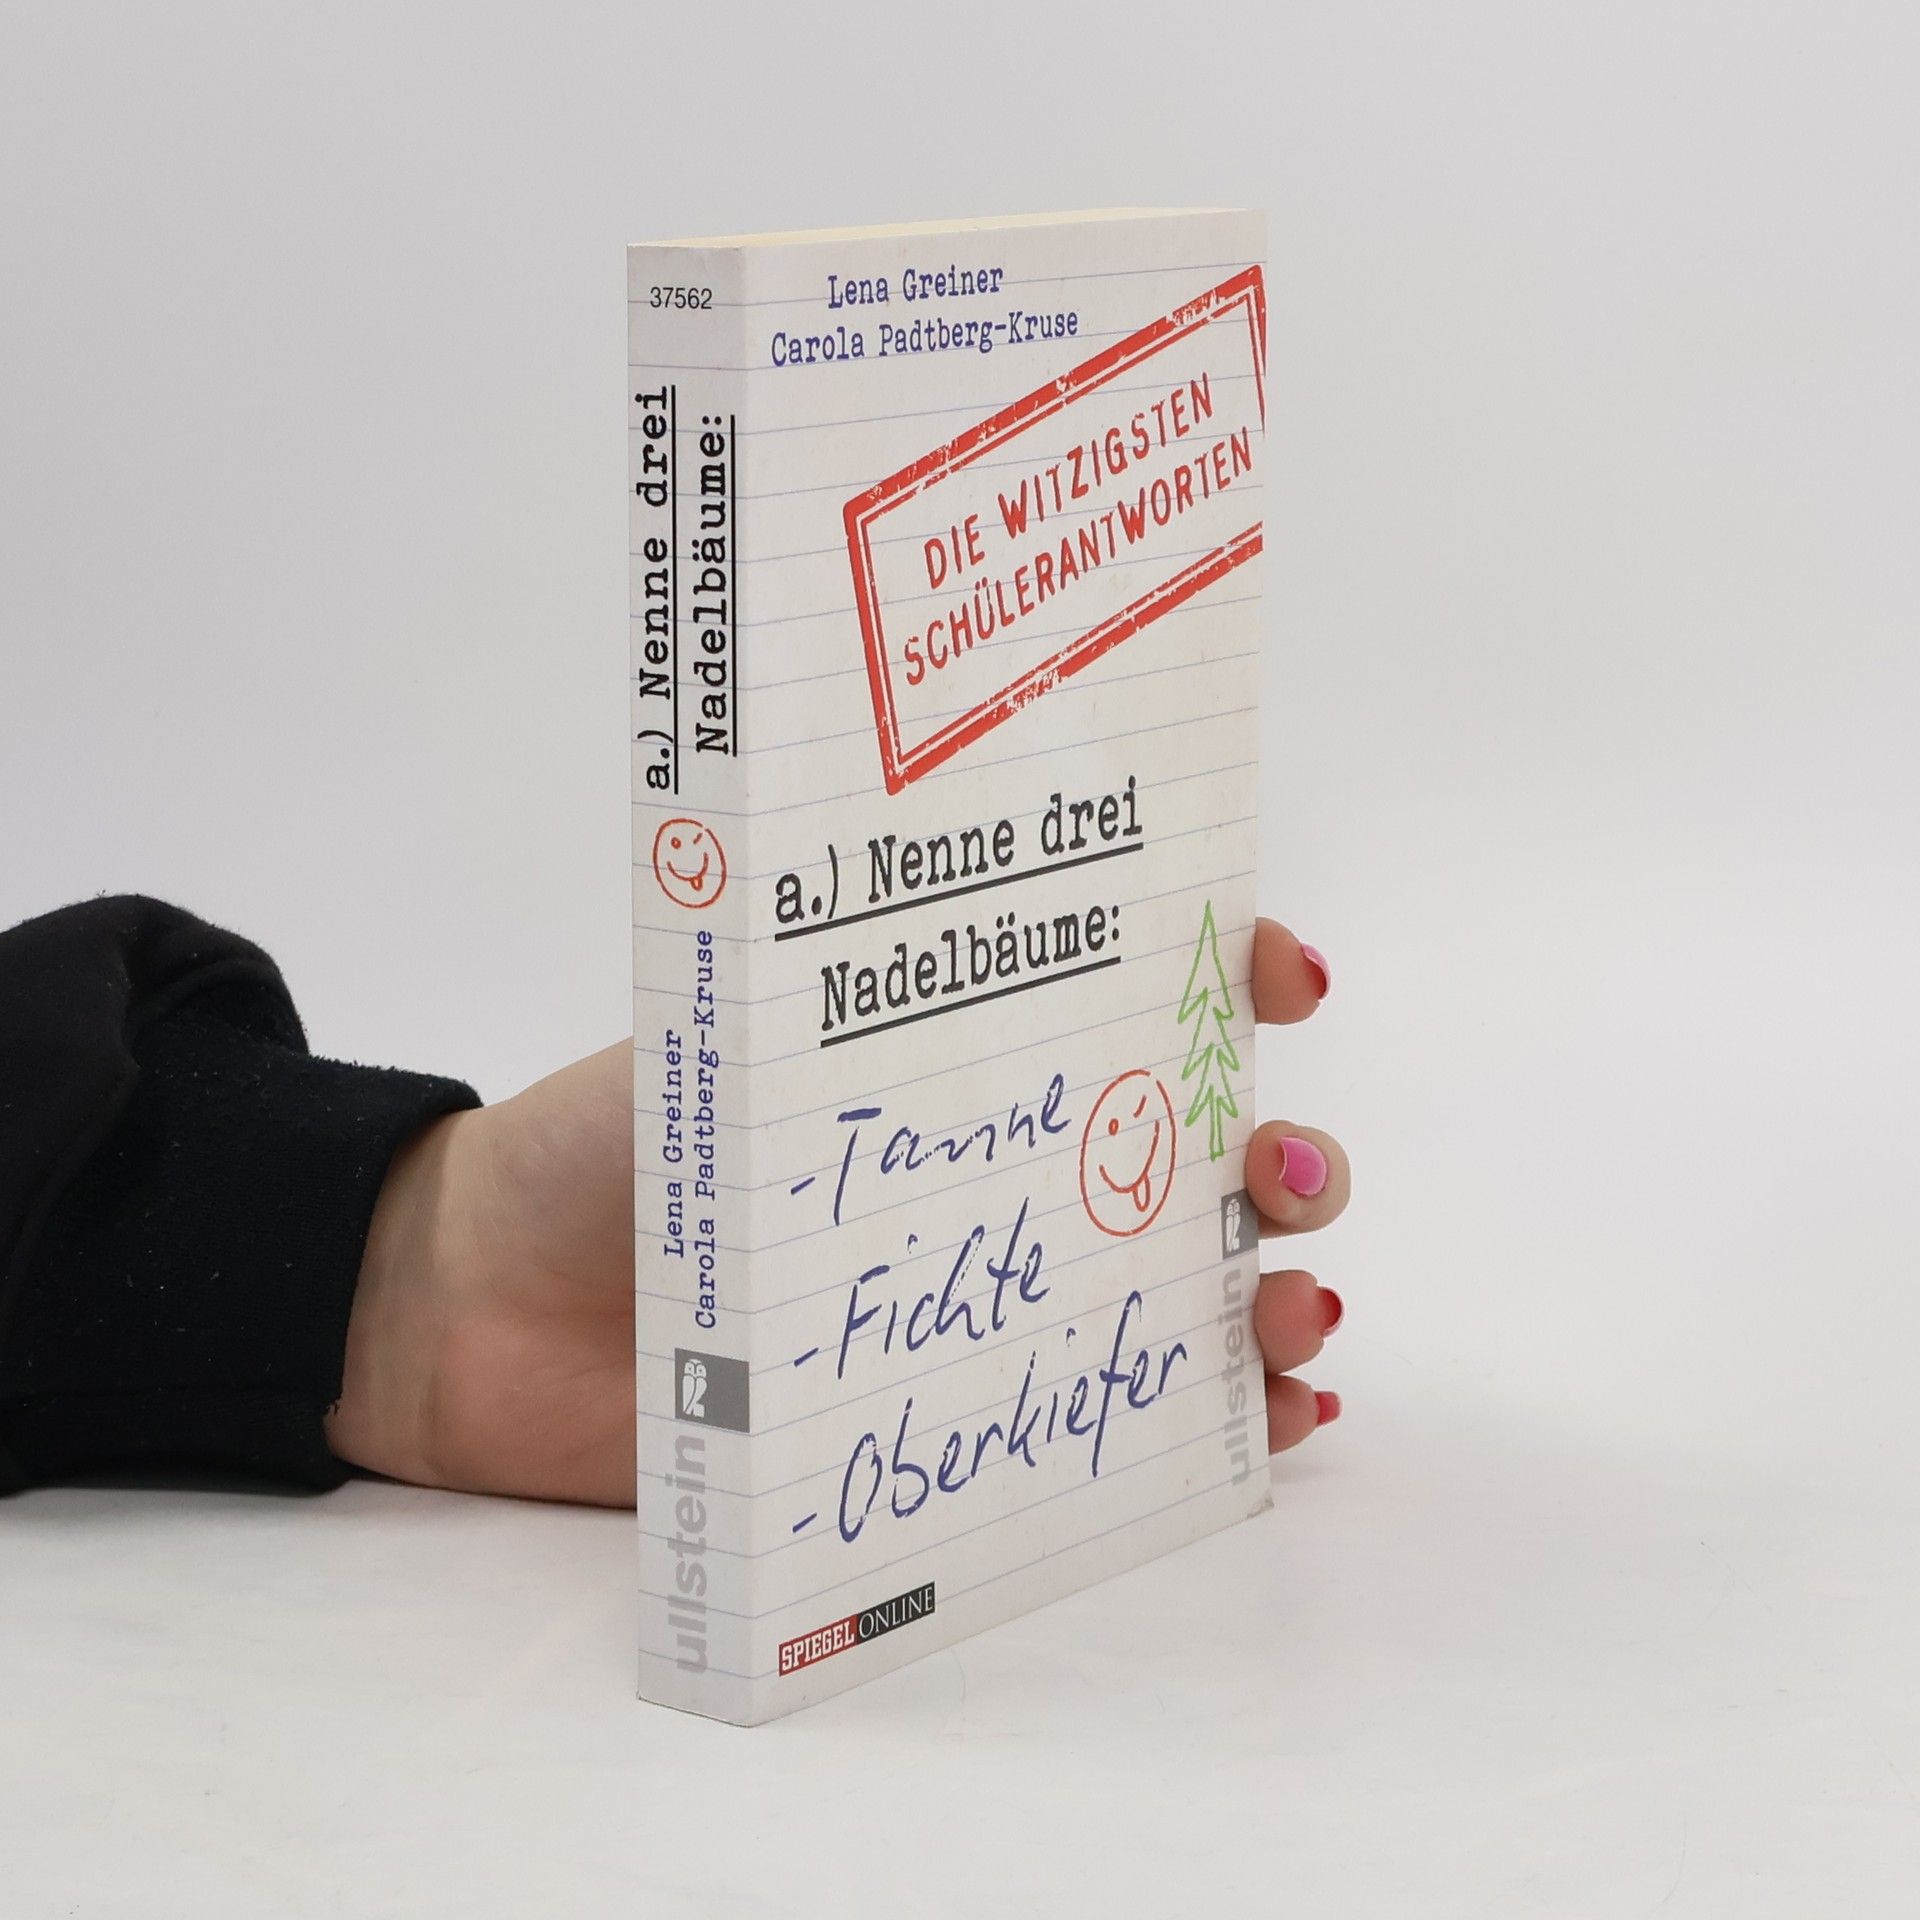 37562
a.) Nenne drei
Nadelbäume:
Lena Greiner
Carola Padtberg-Kruse
ullstein
Lena Greiner
Carola Padtberg-Kruse
DIE WITZIGSTEN
SCHÜLERANTWORTEN
a.) Nenne drei
Nadelbäume:
-Tanne
-Fichte
-Oberkiefer
ullstein
SPIEGEL ONLINE